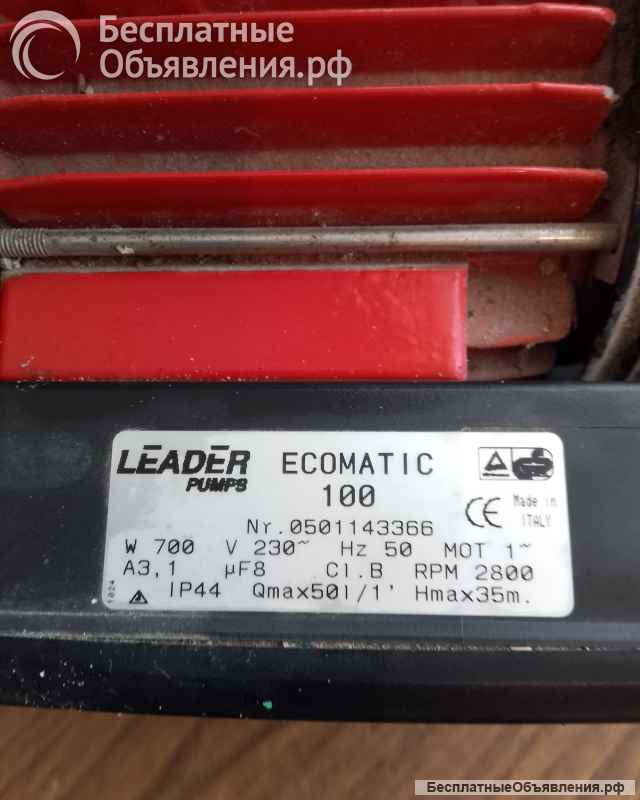 Бесплатные
Объявления.рф
LEADER
PUMPS
ECOMATIC
100
Nr.0501143366
CE
Made in
ITALY
W 700 V 230~ Hz 50 MOT 1~
A3,1 µF8 Cl.B RPM 2800
IP44 Qmax50l/1' Hmax35m.
1024
БесплатныеОбъявления.рф